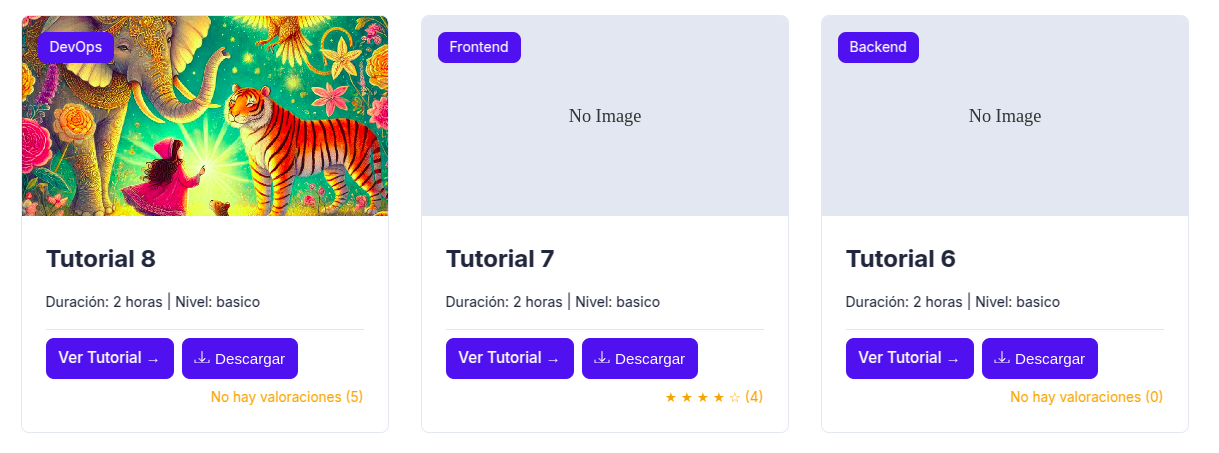 DevOps
Tutorial 8
Duración: 2 horas | Nivel: basico
Ver Tutorial →
Descargar
No hay valoraciones (5)
Frontend
No Image
Tutorial 7
Duración: 2 horas | Nivel: basico
Ver Tutorial →
Descargar
★ ★ ★ ★ ☆ (4)
Backend
No Image
Tutorial 6
Duración: 2 horas | Nivel: basico
Ver Tutorial →
Descargar
No hay valoraciones (0)